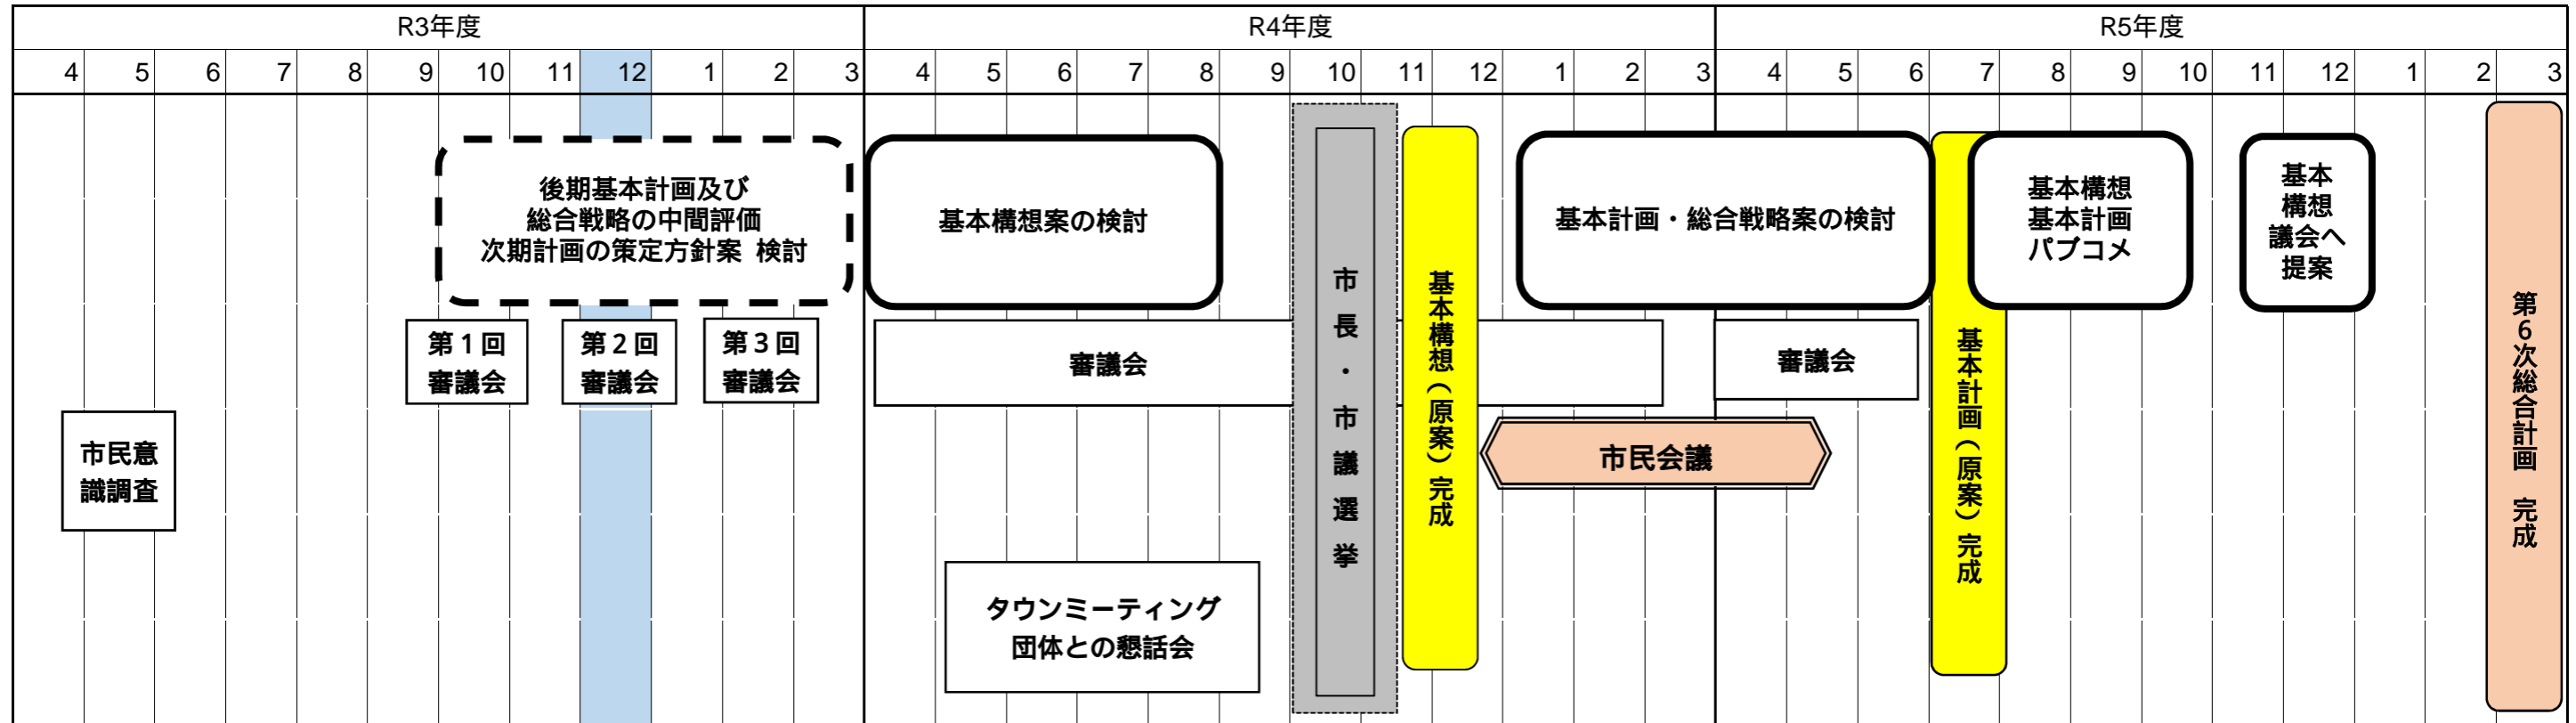 R3年度 R4年度 R5年度
4 5 6 7 8 9 10 11 12 1 2 3 4 5 6 7 8 9 10 11 12 1 2 3 4 5 6 7 8 9 10 11 12 1 2 3
後期基本計画及び
総合戦略の中間評価
次期計画の策定方針案 検討
基本構想案の検討
基本計画・総合戦略案の検討
基本構想
基本計画
パブコメ
基本
構想
議会へ
提案
第1回
審議会
第2回
審議会
第3回
審議会
審議会
審議会
市民意
識調査
市民会議
タウンミーティング
団体との懇話会
市長・市議選挙
基本構想(原案)完成
基本計画(原案)完成
第6次総合計画 完成